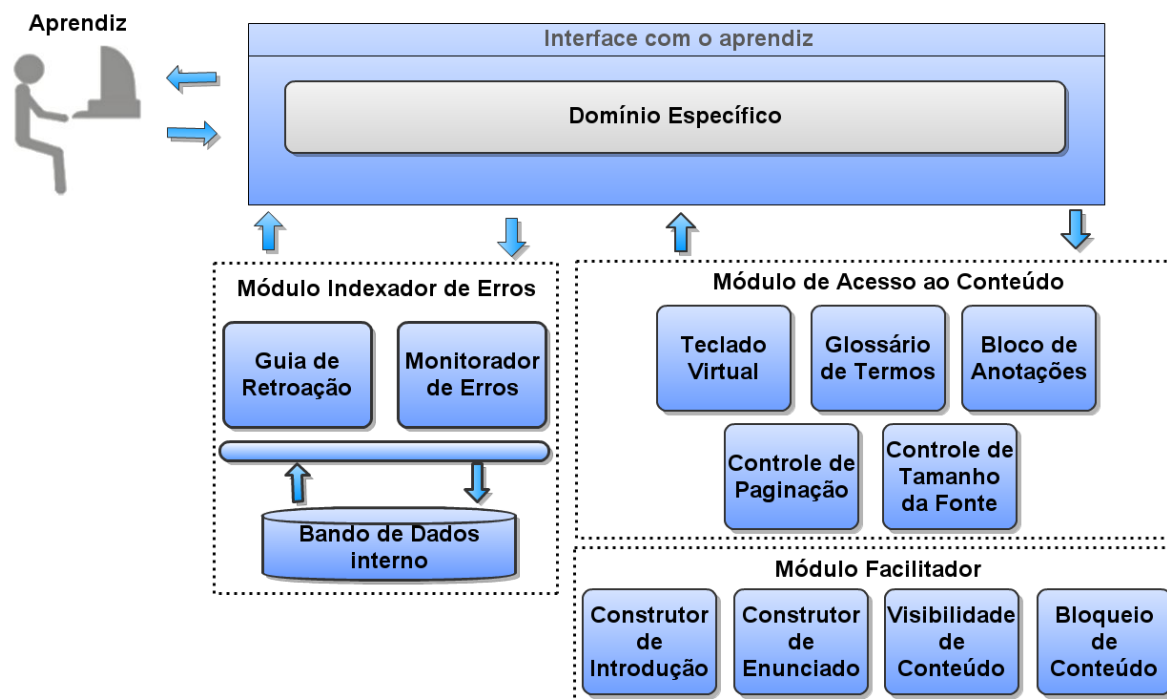 Aprendiz
Interface com o aprendiz
Domínio Específico
Módulo Indexador de Erros
Guia de
Retroação
Monitorador
de Erros
Bando de Dados
interno
Módulo de Acesso ao Conteúdo
Teclado
Virtual
Glossário
de Termos
Bloco de
Anotações
Controle de
Paginação
Controle de
Tamanho
da Fonte
Módulo Facilitador
Construtor
de
Introdução
Construtor
de
Enunciado
Visibilidade
de
Conteúdo
Bloqueio
de
Conteúdo